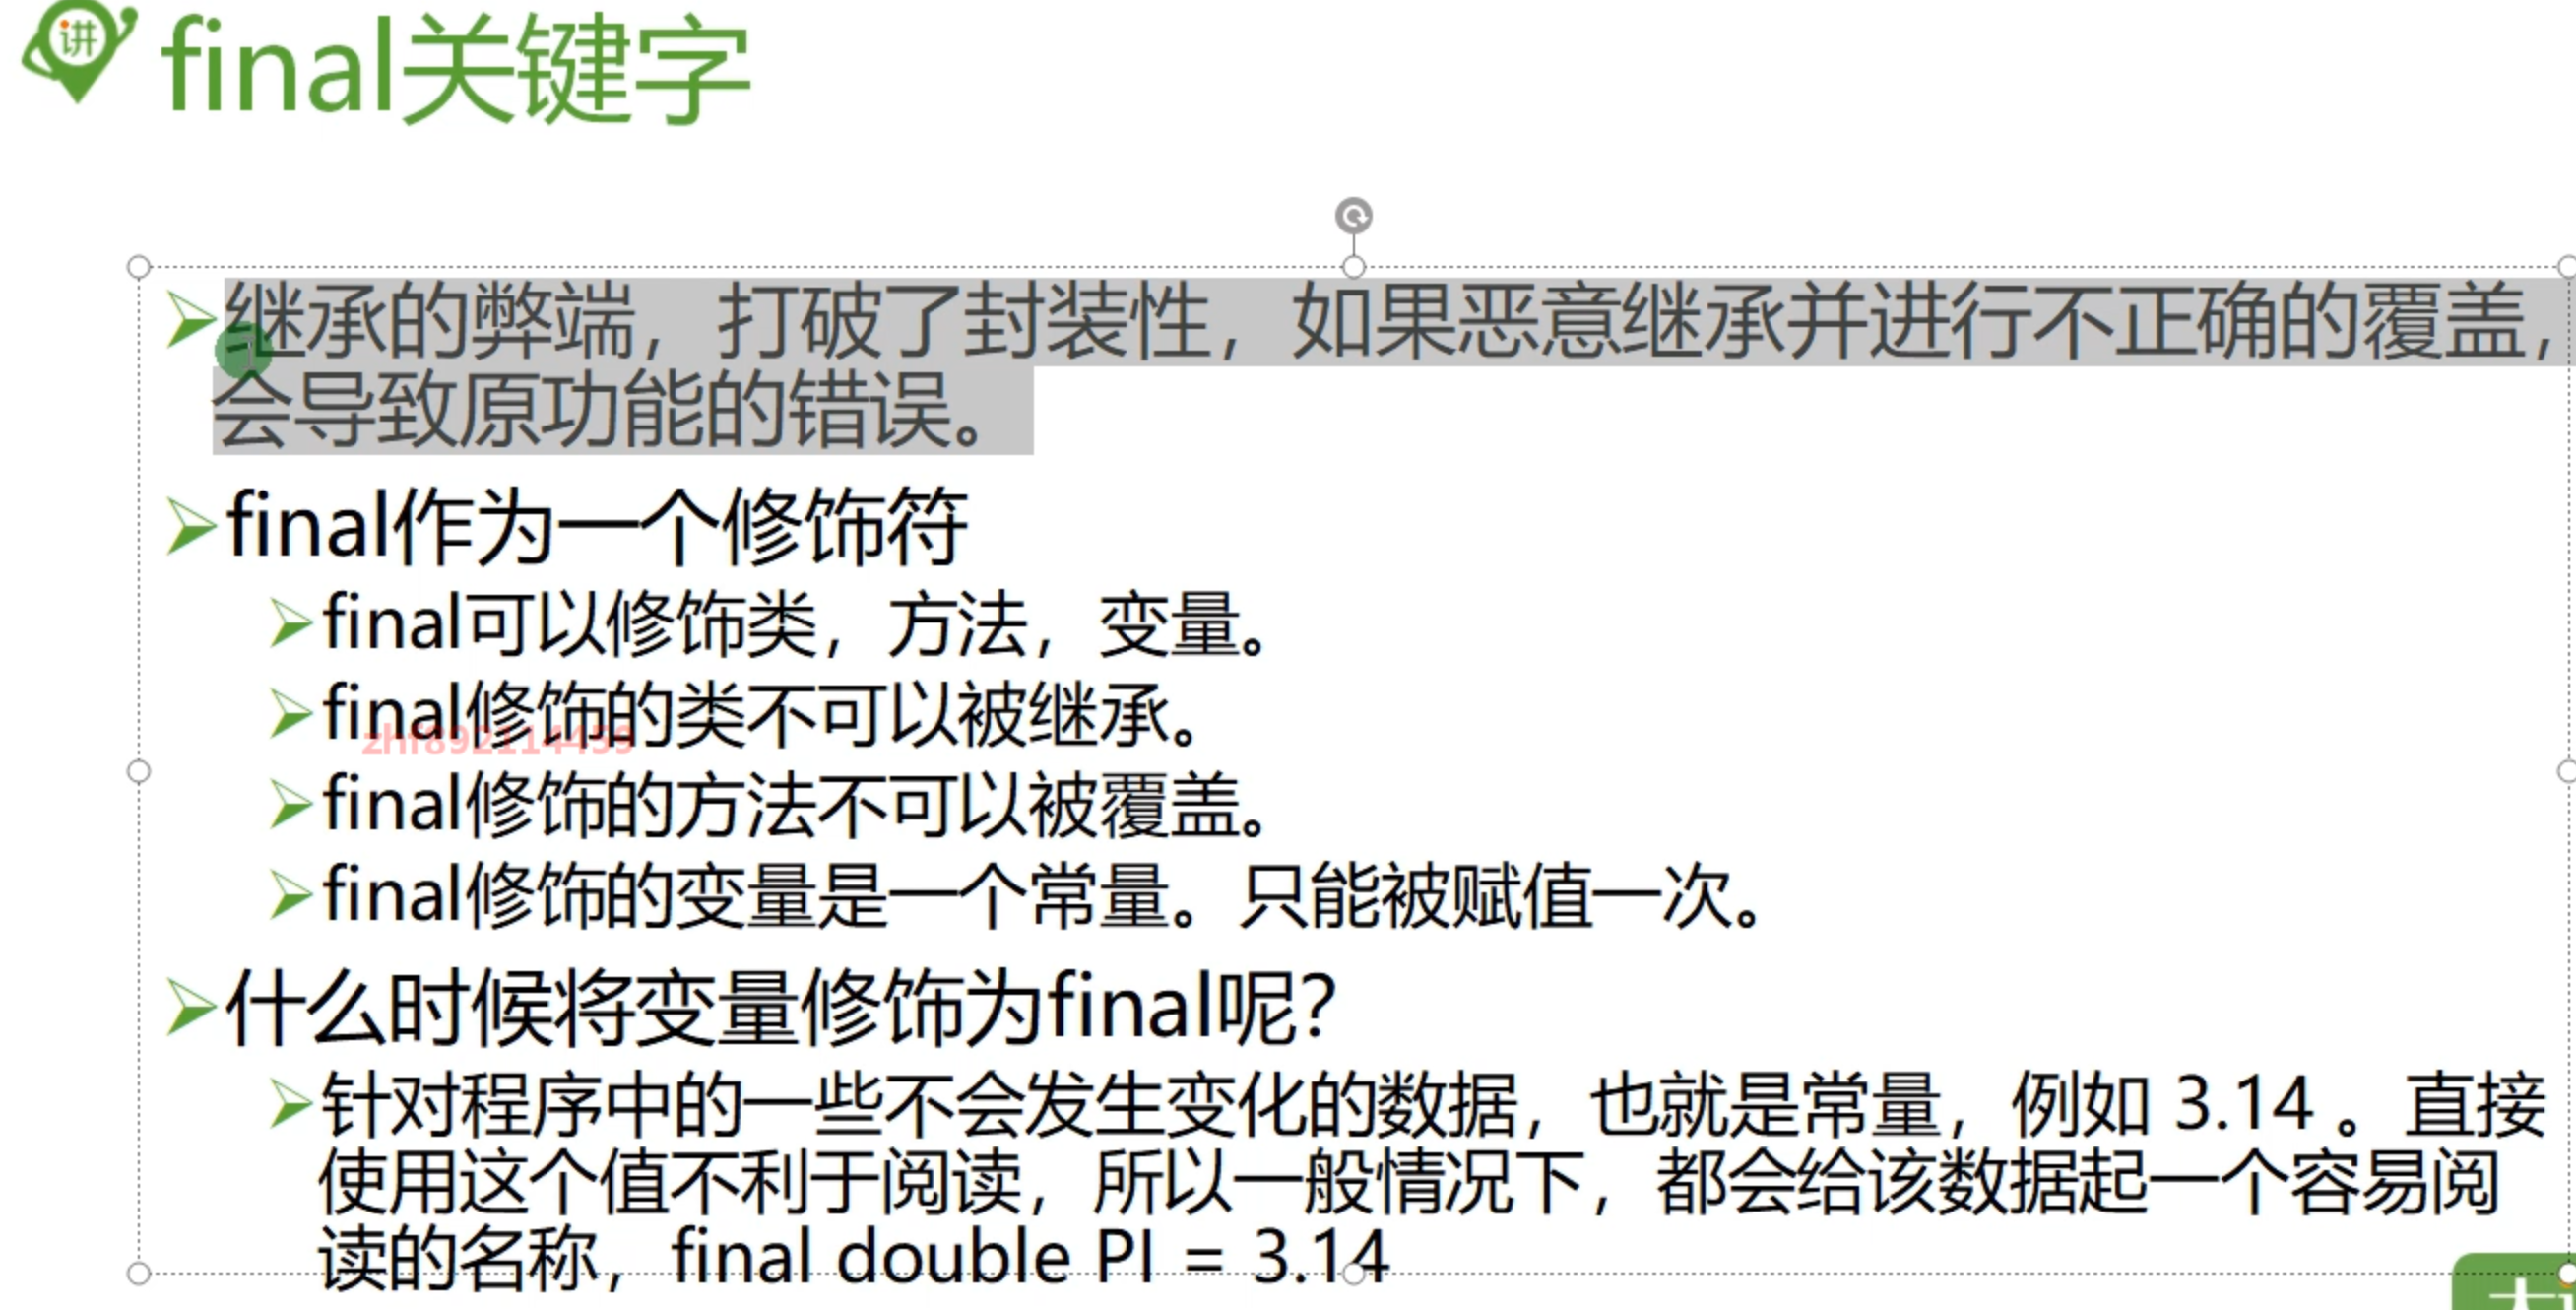 讲
final关键字
继承的弊端，打破了封装性，如果恶意继承并进行不正确的覆盖，
会导致原功能的错误。
final作为一个修饰符
final可以修饰类，方法，变量。
final修饰的类不可以被继承。
zhf892114459
final修饰的方法不可以被覆盖。
final修饰的变量是一个常量。只能被赋值一次。
什么时候将变量修饰为final呢？
针对程序中的一些不会发生变化的数据，也就是常量，例如 3.14 。直接
使用这个值不利于阅读，所以一般情况下，都会给该数据起一个容易阅
读的名称，final double PI = 3.14